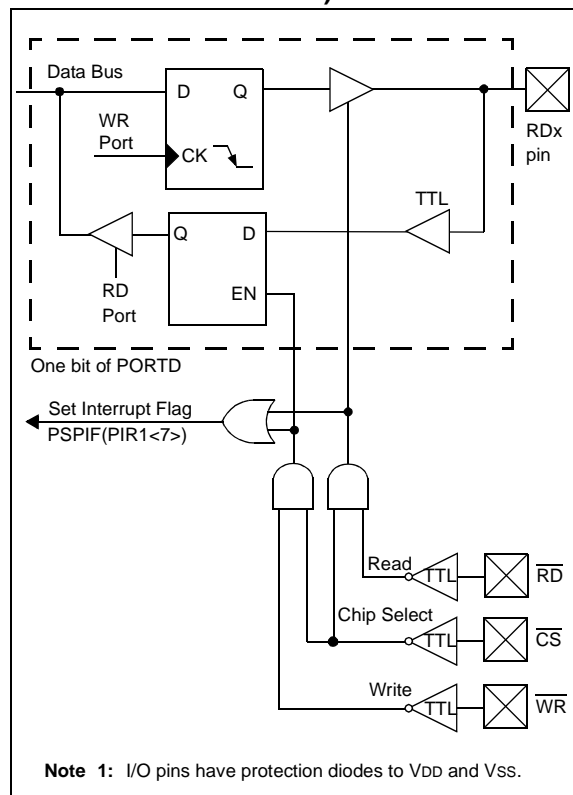 Data Bus
D Q
WR
Port
CK
RDx
pin
TTL
Q D
EN
RD
Port
One bit of PORTD
Set Interrupt Flag
PSPIF(PIR1<7>)
Read
TTL
RD
Chip Select
TTL
CS
Write
TTL
WR
Note 1: I/O pins have protection diodes to VDD and VSS.